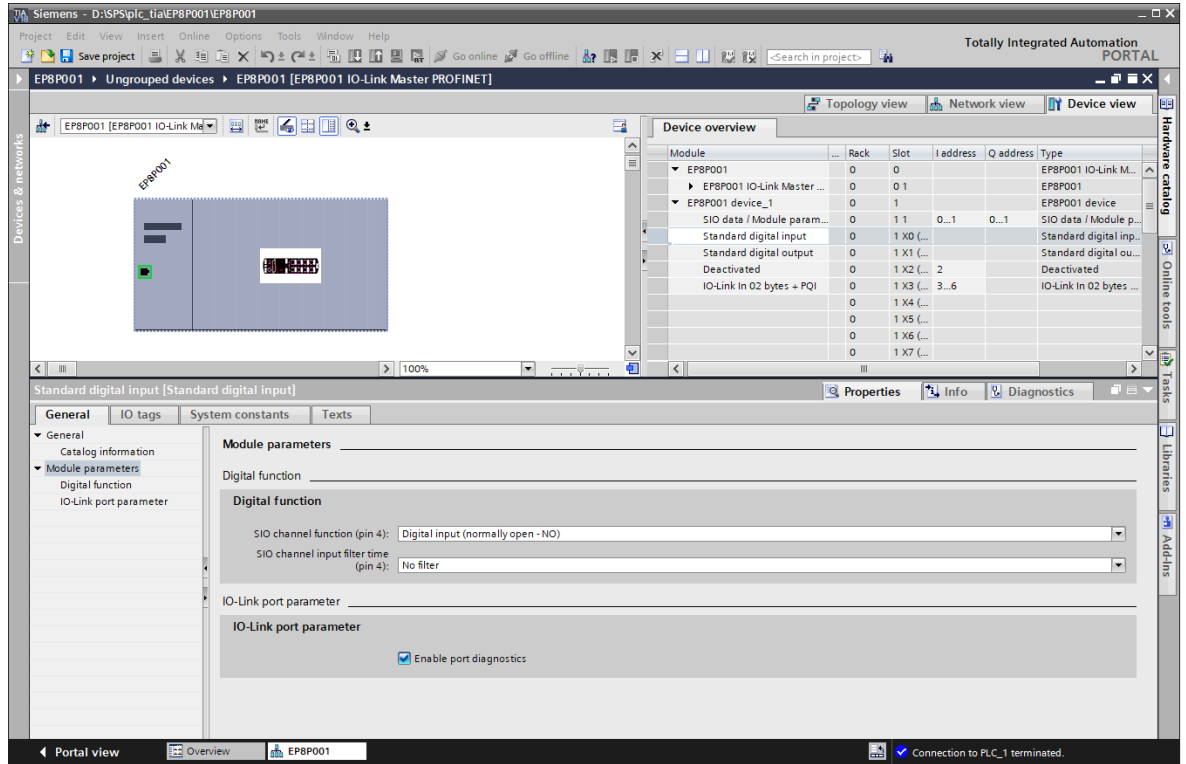 Siemens - D:\SPS\plc_tia\EP8P001\EP8P001
Project Edit View Insert Online Options Tools Window Help
Totally Integrated Automation
PORTAL
Save project Go online Go offline <Search in project>
EP8P001 ▸ Ungrouped devices ▸ EP8P001 [EP8P001 IO-Link Master PROFINET]
Topology view Network view Device view
EP8P001 [EP8P001 IO-Link Ma
Device overview
Module ... Rack Slot I address Q address Type
EP8P001 0 0 EP8P001 IO-Link M...
EP8P001 IO-Link Master ... 0 0 1 EP8P001
EP8P001 device_1 0 1 EP8P001 device
SIO data / Module param... 0 1 1 0...1 0...1 SIO data / Module p...
Standard digital input 0 1 X0 (... Standard digital inp...
Standard digital output 0 1 X1 (... Standard digital ou...
Deactivated 0 1 X2 (... 2 Deactivated
IO-Link In 02 bytes + PQI 0 1 X3 (... 3...6 IO-Link In 02 bytes ...
0 1 X4 (...
0 1 X5 (...
0 1 X6 (...
0 1 X7 (...
EP8P001
100%
Devices & networks
Hardware catalog
Online tools
Tasks
Libraries
Add-Ins
Standard digital input [Standard digital input]
Properties Info Diagnostics
General IO tags System constants Texts
General
Catalog information
Module parameters
Digital function
IO-Link port parameter
Module parameters
Digital function
Digital function
SIO channel function (pin 4): Digital input (normally open - NO)
SIO channel input filter time
(pin 4): No filter
IO-Link port parameter
IO-Link port parameter
Enable port diagnostics
Portal view Overview EP8P001 Connection to PLC_1 terminated.